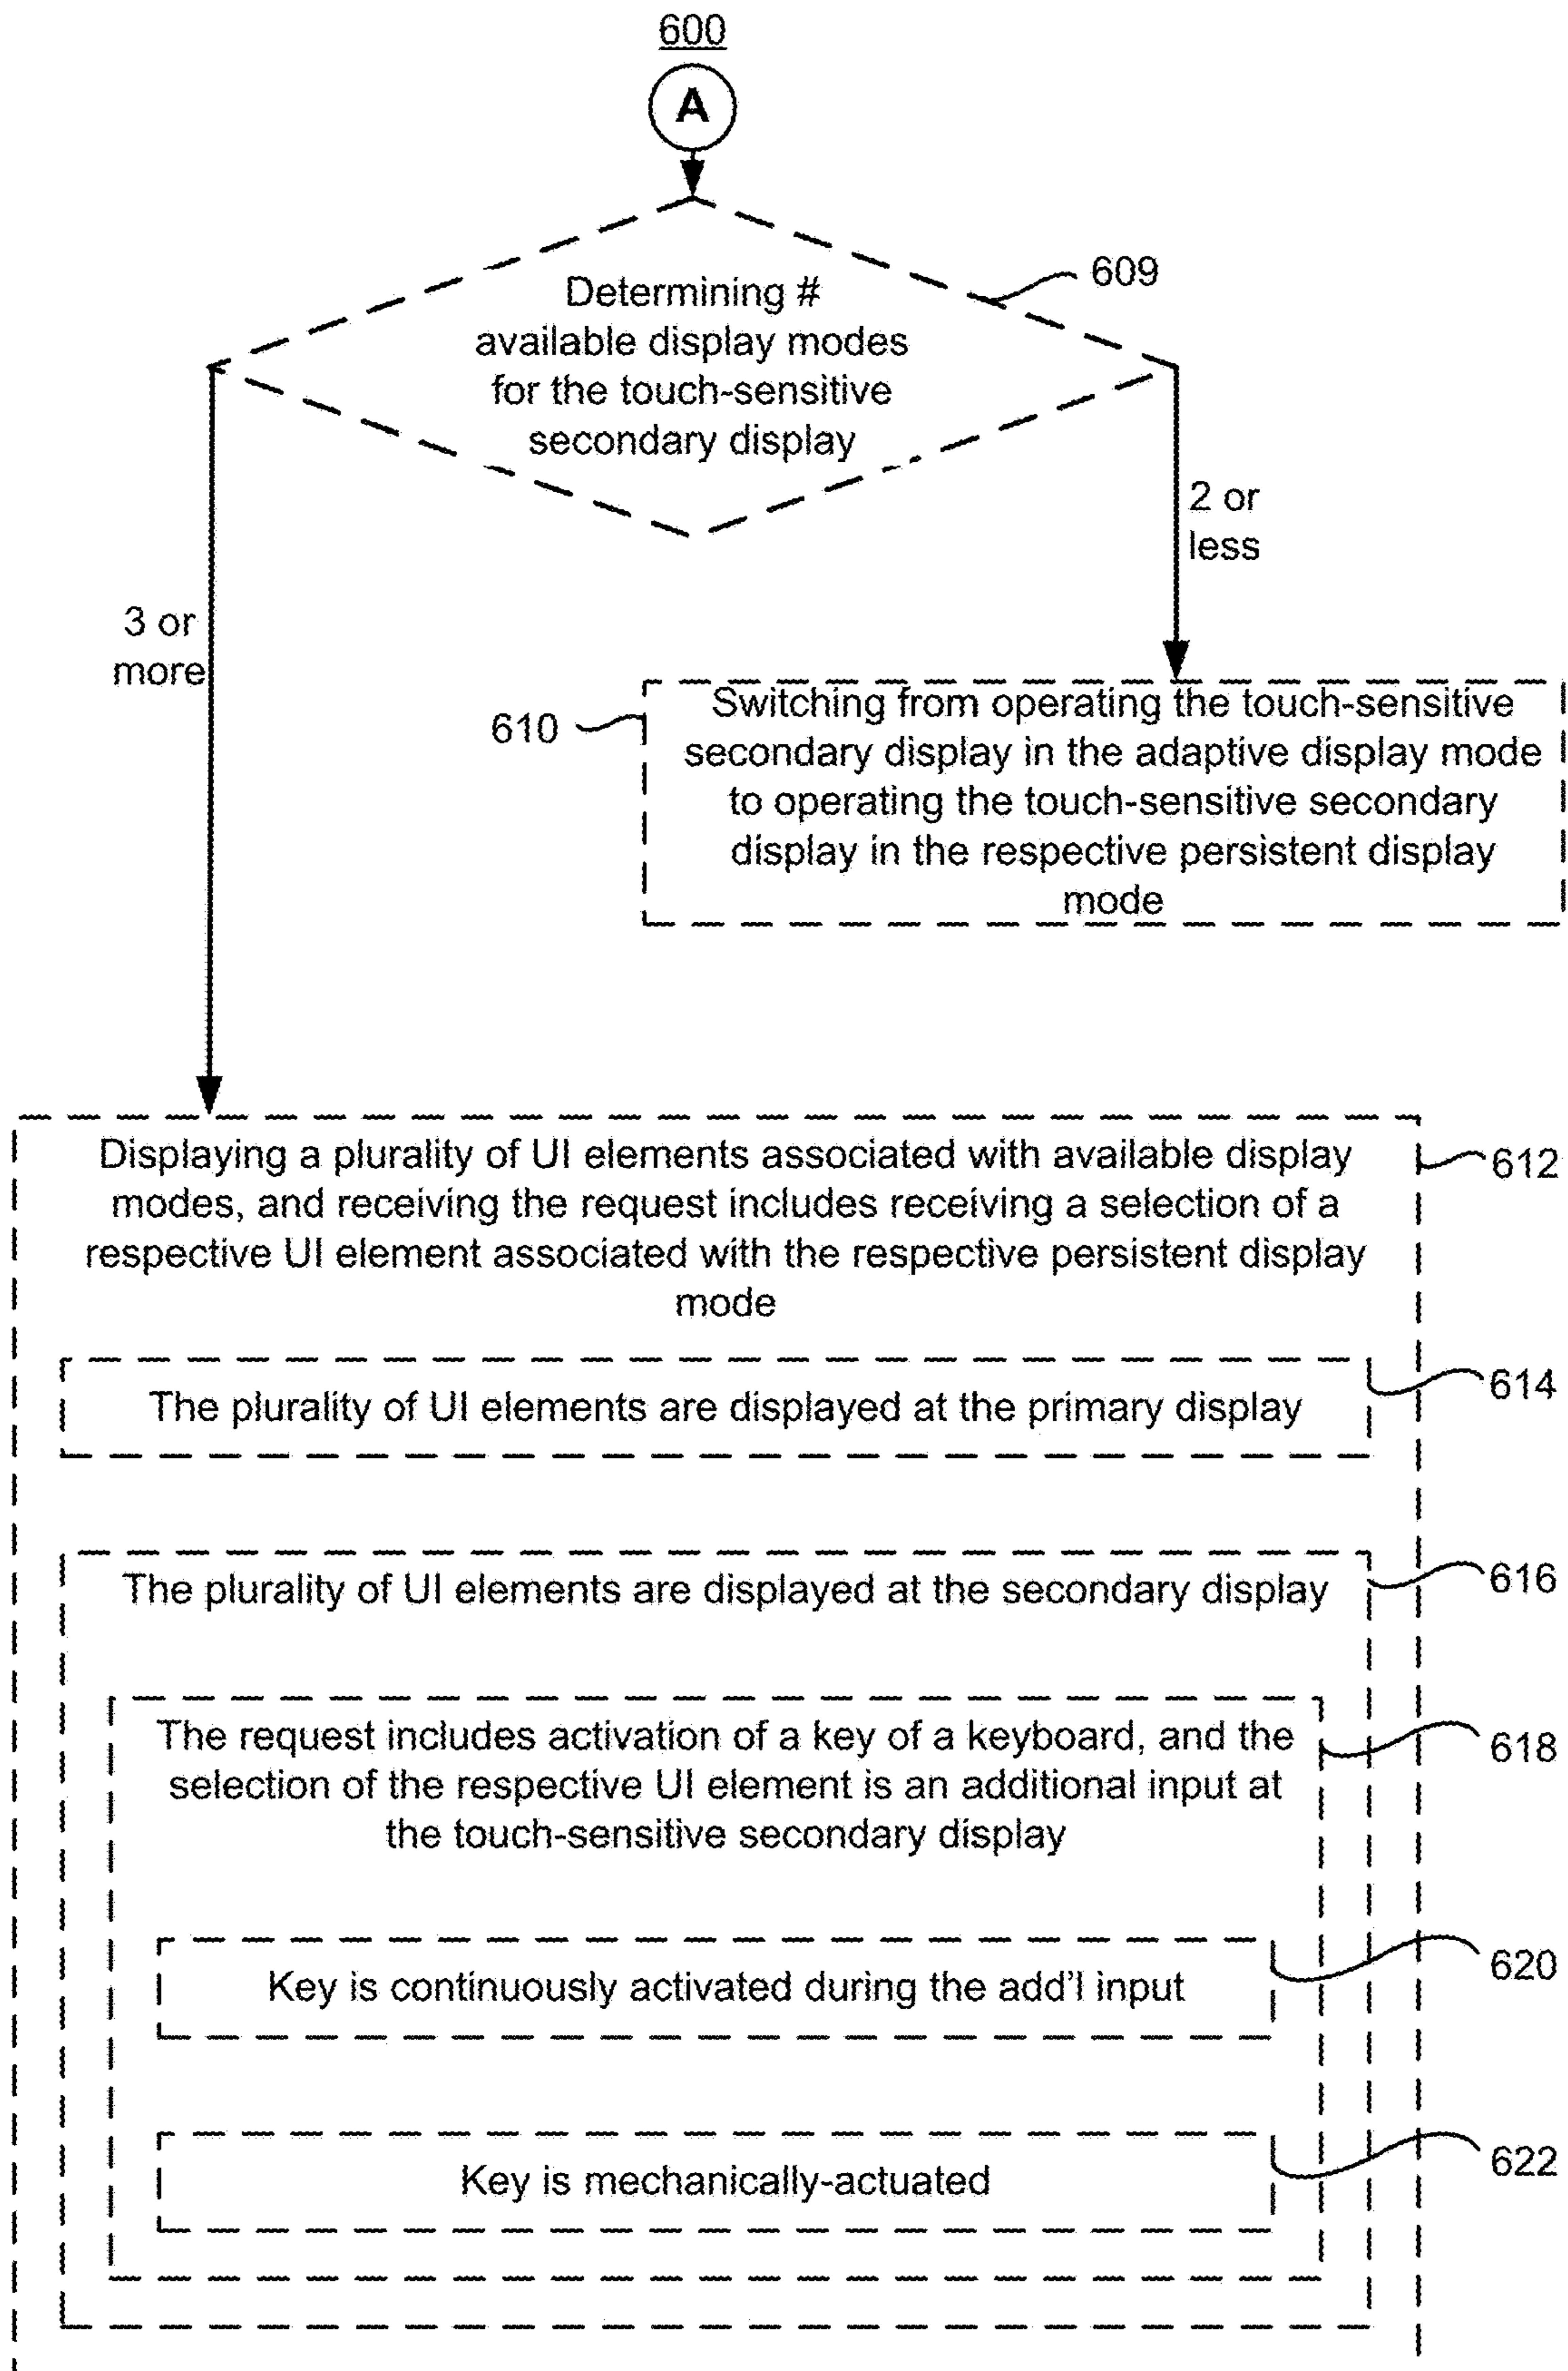 600
A
609
Determining #
available display modes
for the touch-sensitive
secondary display
2 or
less
3 or
more
610
Switching from operating the touch-sensitive
secondary display in the adaptive display mode
to operating the touch-sensitive secondary
display in the respective persistent display
mode
Displaying a plurality of UI elements associated with available display
modes, and receiving the request includes receiving a selection of a
respective UI element associated with the respective persistent display
mode
612
The plurality of UI elements are displayed at the primary display
614
The plurality of UI elements are displayed at the secondary display
616
The request includes activation of a key of a keyboard, and the
selection of the respective UI element is an additional input at
the touch-sensitive secondary display
618
Key is continuously activated during the add'l input
620
Key is mechanically-actuated
622